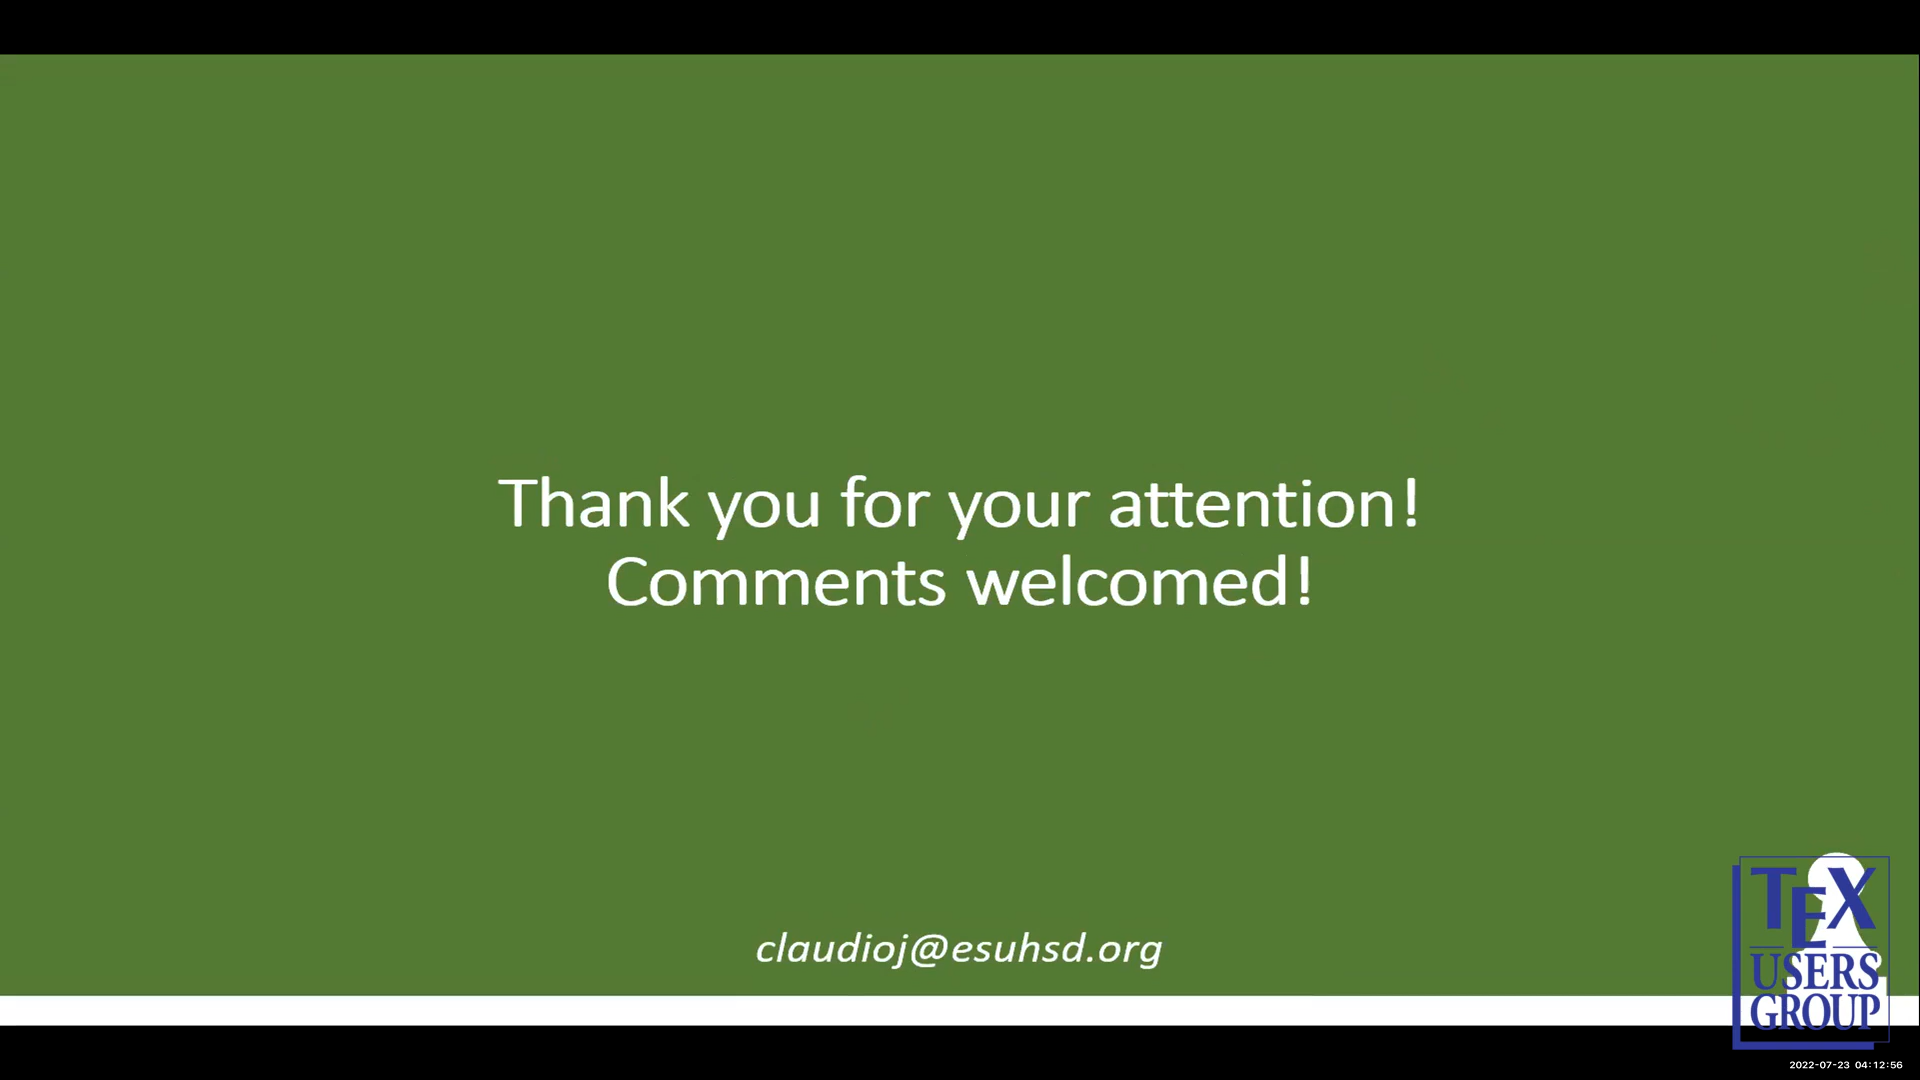 Thank you for your attention!
Comments welcomed!
claudioj@esuhsd.org
TEX
USERS
GROUP
2022-07-23 04:12:56